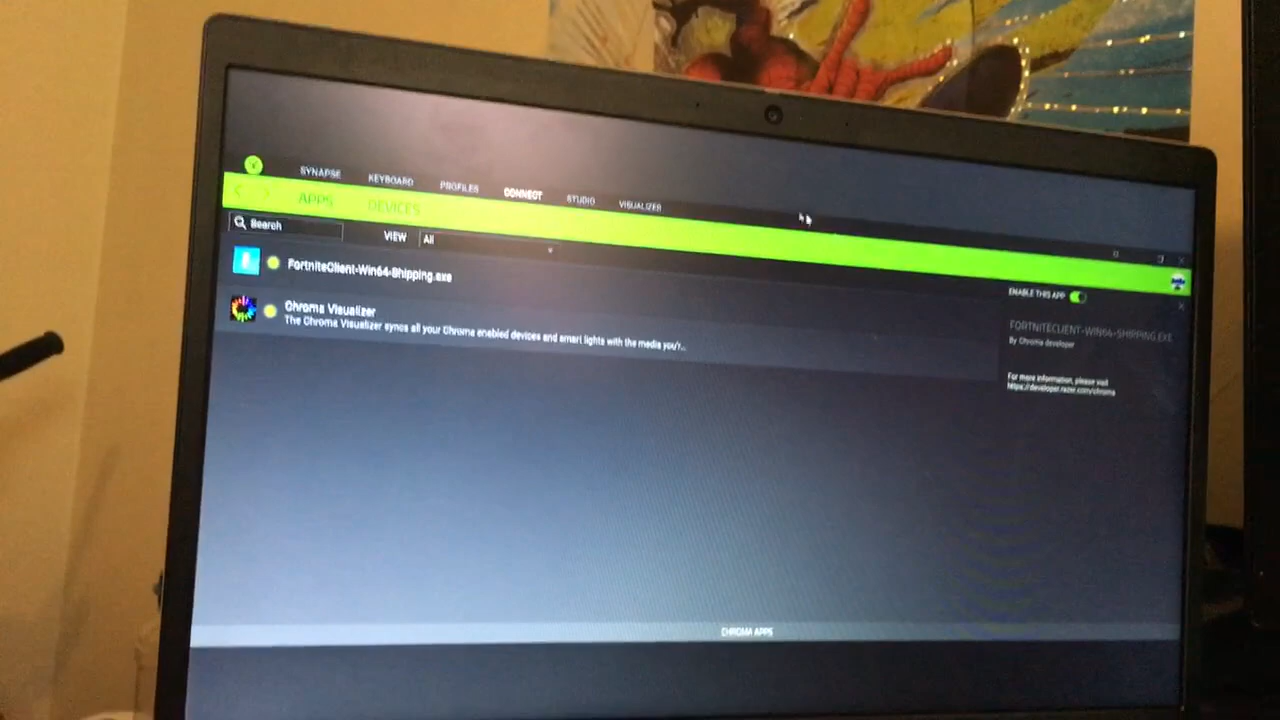 SYNAPSE KEYBOARD PROFILES CONNECT STUDIO VISUALIZER
APPS DEVICES
Search VIEW All
FortniteClient-Win64-Shipping.exe
Chroma Visualizer
The Chroma Visualizer syncs all your Chroma enabled devices and smart lights with the media you'r...
ENABLE THIS APP
FORTNITECLIENT-WIN64-SHIPPING.EXE
By Chroma developer
For more information, please visit
https://developer.razer.com/chroma
CHROMA APPS